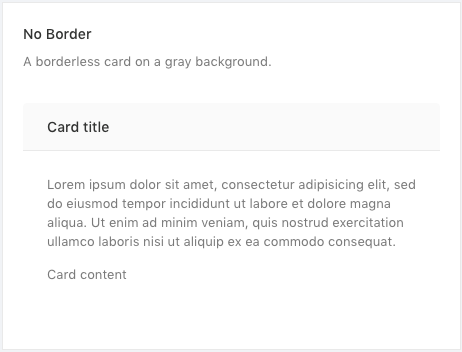 No Border
A borderless card on a gray background.
Card title
Lorem ipsum dolor sit amet, consectetur adipisicing elit, sed
do eiusmod tempor incididunt ut labore et dolore magna
aliqua. Ut enim ad minim veniam, quis nostrud exercitation
ullamco laboris nisi ut aliquip ex ea commodo consequat.
Card content